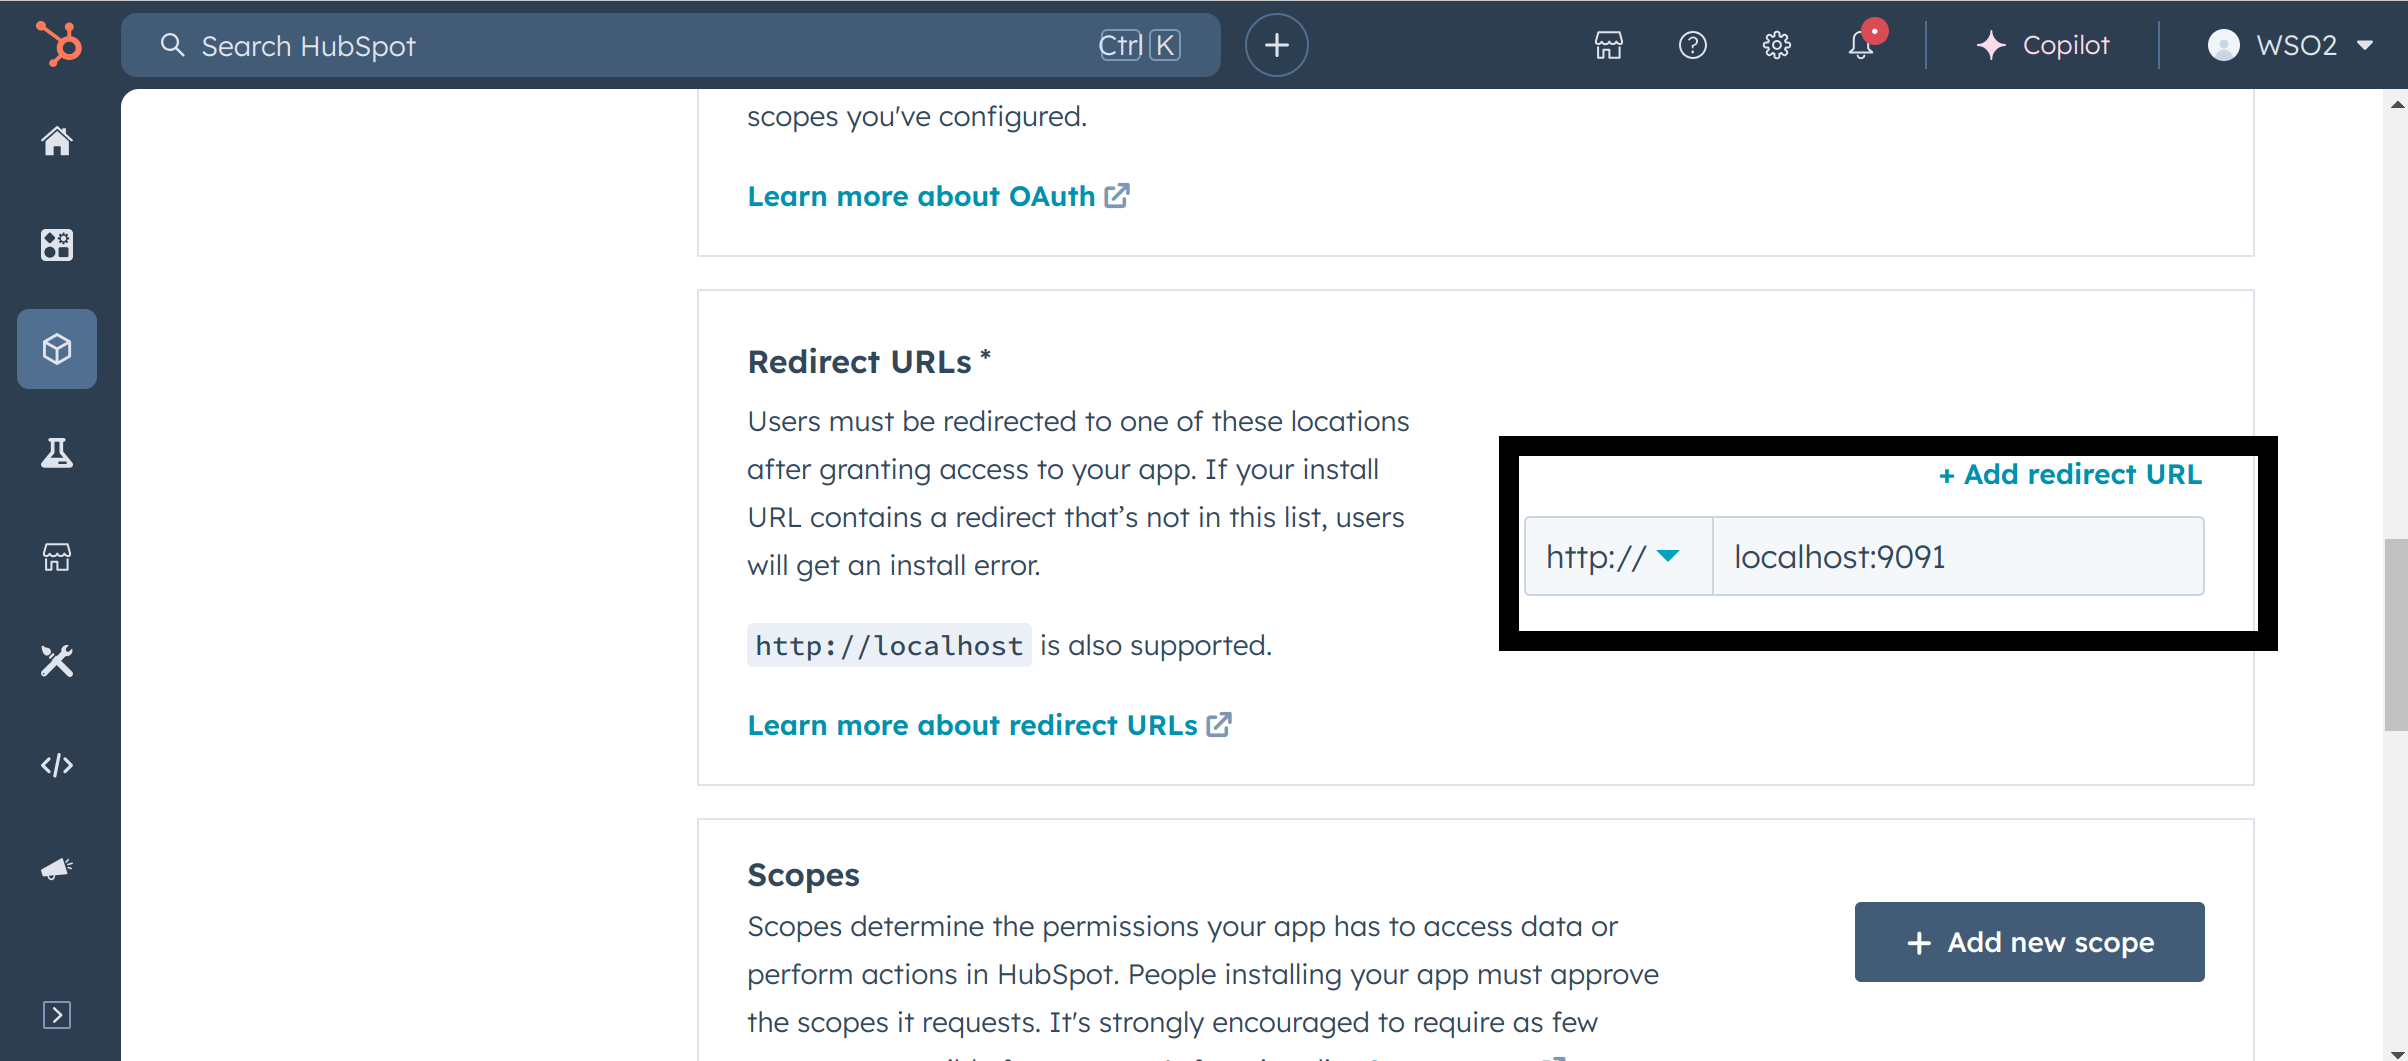 Search HubSpot Ctrl K
Copilot
WSO2
scopes you've configured.
Learn more about OAuth
Redirect URLs *
Users must be redirected to one of these locations
after granting access to your app. If your install
URL contains a redirect that’s not in this list, users
will get an install error.
http://localhost is also supported.
Learn more about redirect URLs
+ Add redirect URL
http:// localhost:9091
Scopes
Scopes determine the permissions your app has to access data or
perform actions in HubSpot. People installing your app must approve
the scopes it requests. It's strongly encouraged to require as few
+ Add new scope